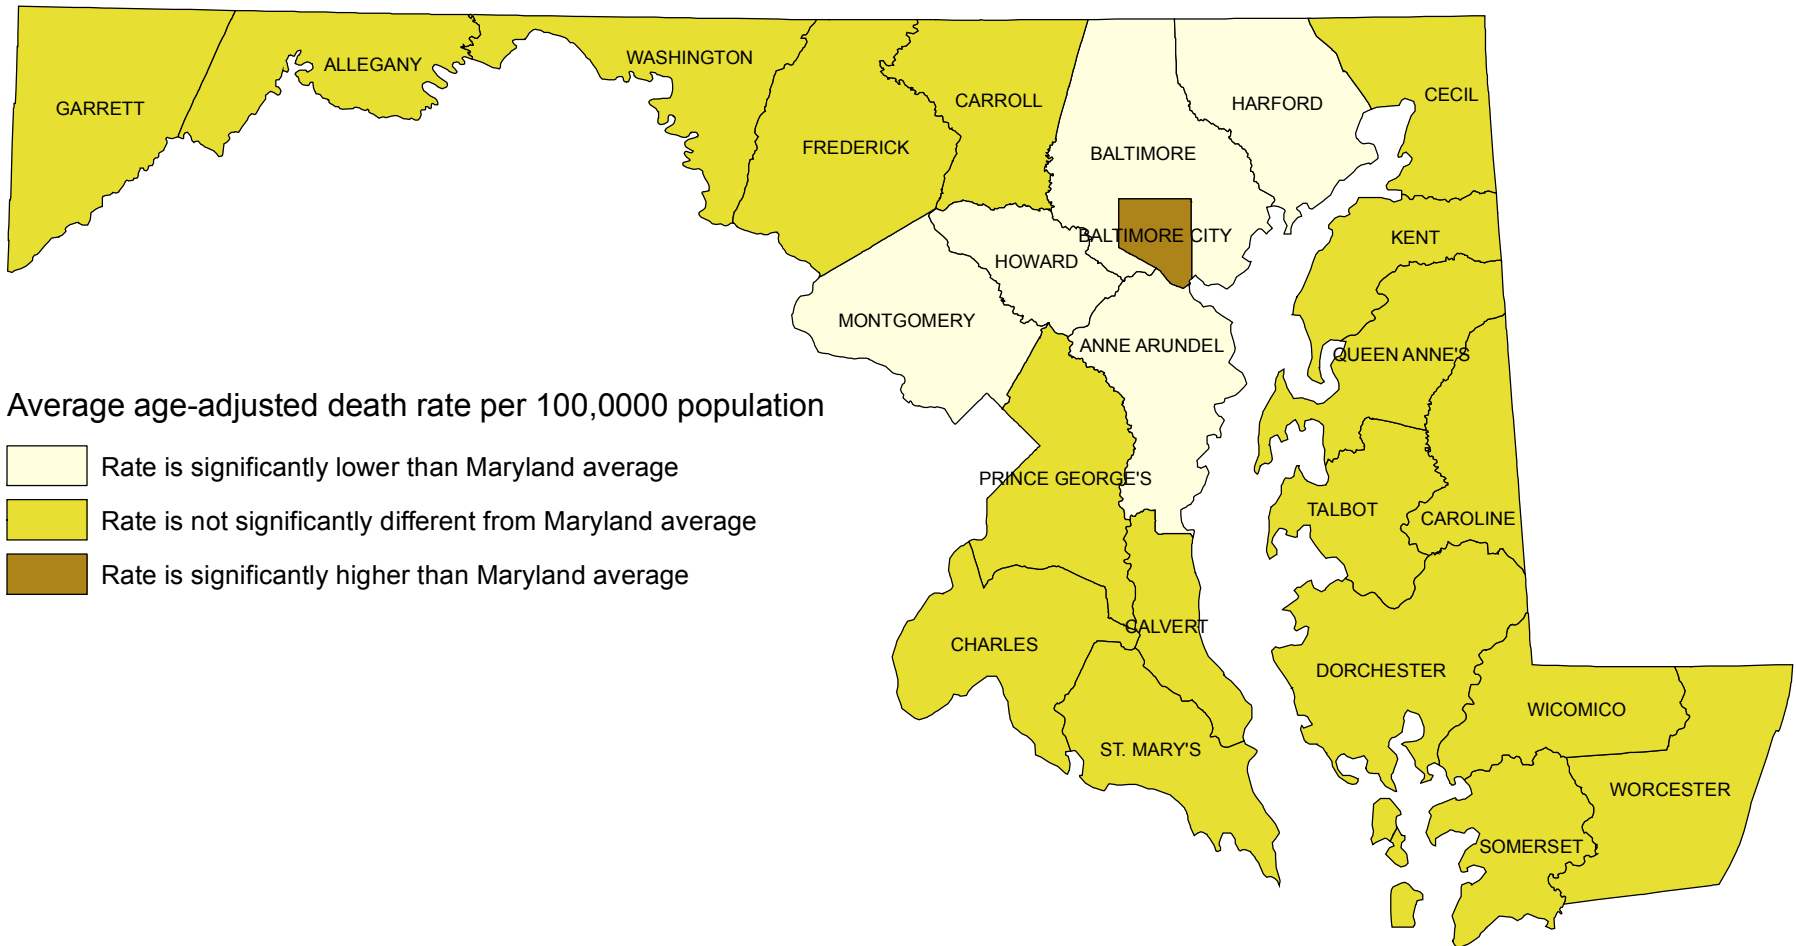 WASHINGTON
ALLEGANY
GARRETT
CARROLL
HARFORD
CECIL
FREDERICK
BALTIMORE
BALTIMORE CITY
KENT
HOWARD
MONTGOMERY
ANNE ARUNDEL
QUEEN ANNE'S
Average age-adjusted death rate per 100,0000 population
Rate is significantly lower than Maryland average
Rate is not significantly different from Maryland average
Rate is significantly higher than Maryland average
PRINCE GEORGE'S
TALBOT
CAROLINE
CALVERT
CHARLES
DORCHESTER
WICOMICO
ST. MARY'S
WORCESTER
SOMERSET